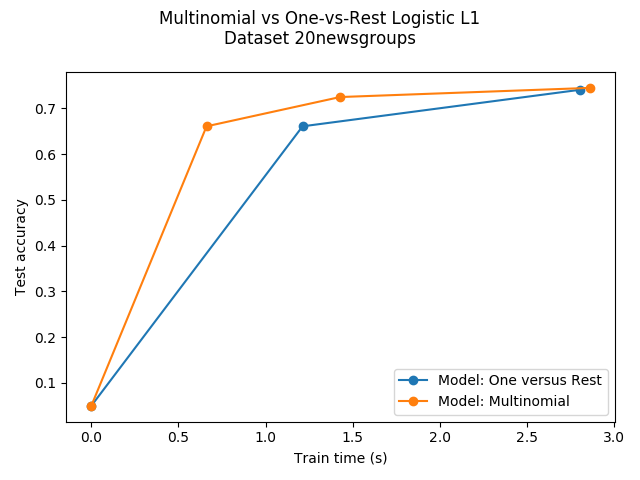 Multinomial vs One-vs-Rest Logistic L1
Dataset 20newsgroups
Test accuracy
0.7
0.6
0.5
0.4
0.3
0.2
0.1
Model: One versus Rest
Model: Multinomial
0.0 0.5 1.0 1.5 2.0 2.5 3.0
Train time (s)